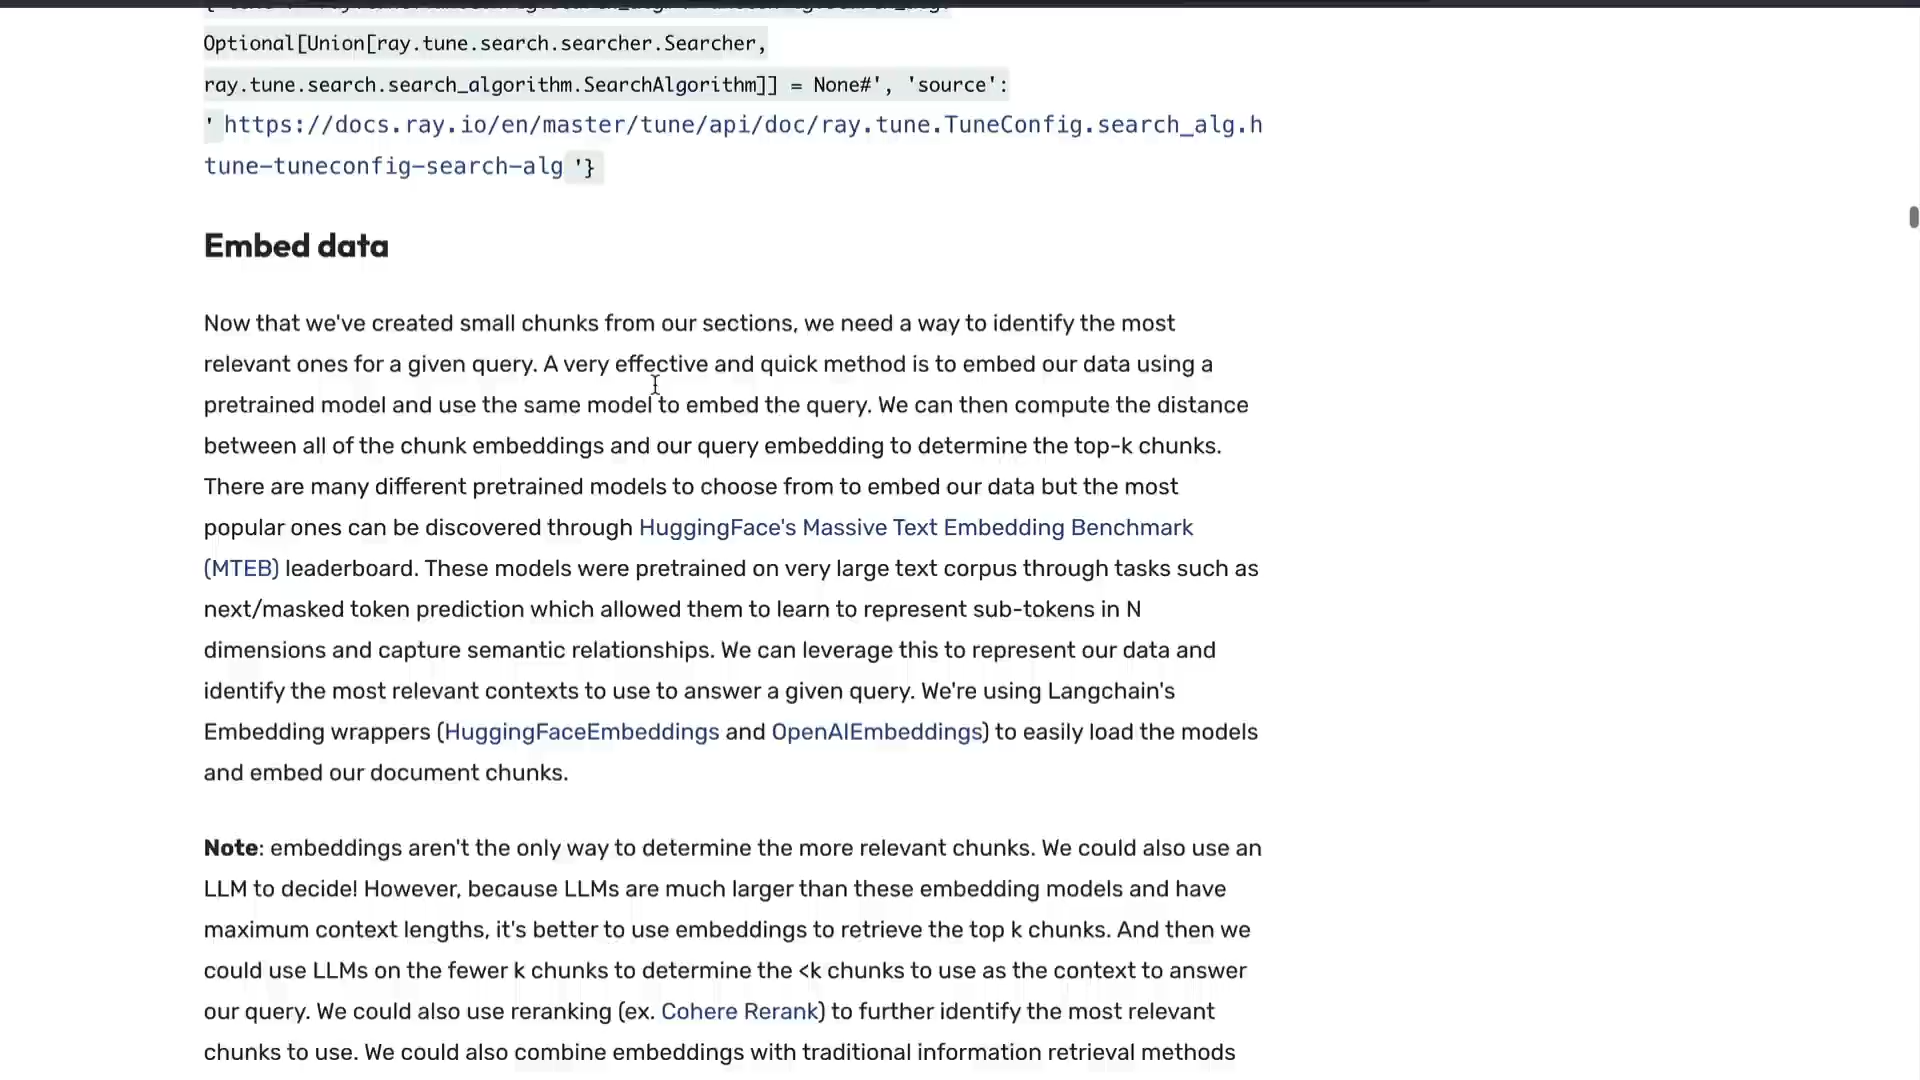 Optional[Union[ray.tune.search.searcher.Searcher,
ray.tune.search.search_algorithm.SearchAlgorithm]] = None#', 'source':
' https://docs.ray.io/en/master/tune/api/doc/ray.tune.TuneConfig.search_alg.h
tune-tuneconfig-search-alg '}
Embed data
Now that we've created small chunks from our sections, we need a way to identify the most
relevant ones for a given query. A very effective and quick method is to embed our data using a
pretrained model and use the same model to embed the query. We can then compute the distance
between all of the chunk embeddings and our query embedding to determine the top-k chunks.
There are many different pretrained models to choose from to embed our data but the most
popular ones can be discovered through HuggingFace's Massive Text Embedding Benchmark
(MTEB) leaderboard. These models were pretrained on very large text corpus through tasks such as
next/masked token prediction which allowed them to learn to represent sub-tokens in N
dimensions and capture semantic relationships. We can leverage this to represent our data and
identify the most relevant contexts to use to answer a given query. We're using Langchain's
Embedding wrappers (HuggingFaceEmbeddings and OpenAIEmbeddings) to easily load the models
and embed our document chunks.
Note: embeddings aren't the only way to determine the more relevant chunks. We could also use an
LLM to decide! However, because LLMs are much larger than these embedding models and have
maximum context lengths, it's better to use embeddings to retrieve the top k chunks. And then we
could use LLMs on the fewer k chunks to determine the <k chunks to use as the context to answer
our query. We could also use reranking (ex. Cohere Rerank) to further identify the most relevant
chunks to use. We could also combine embeddings with traditional information retrieval methods